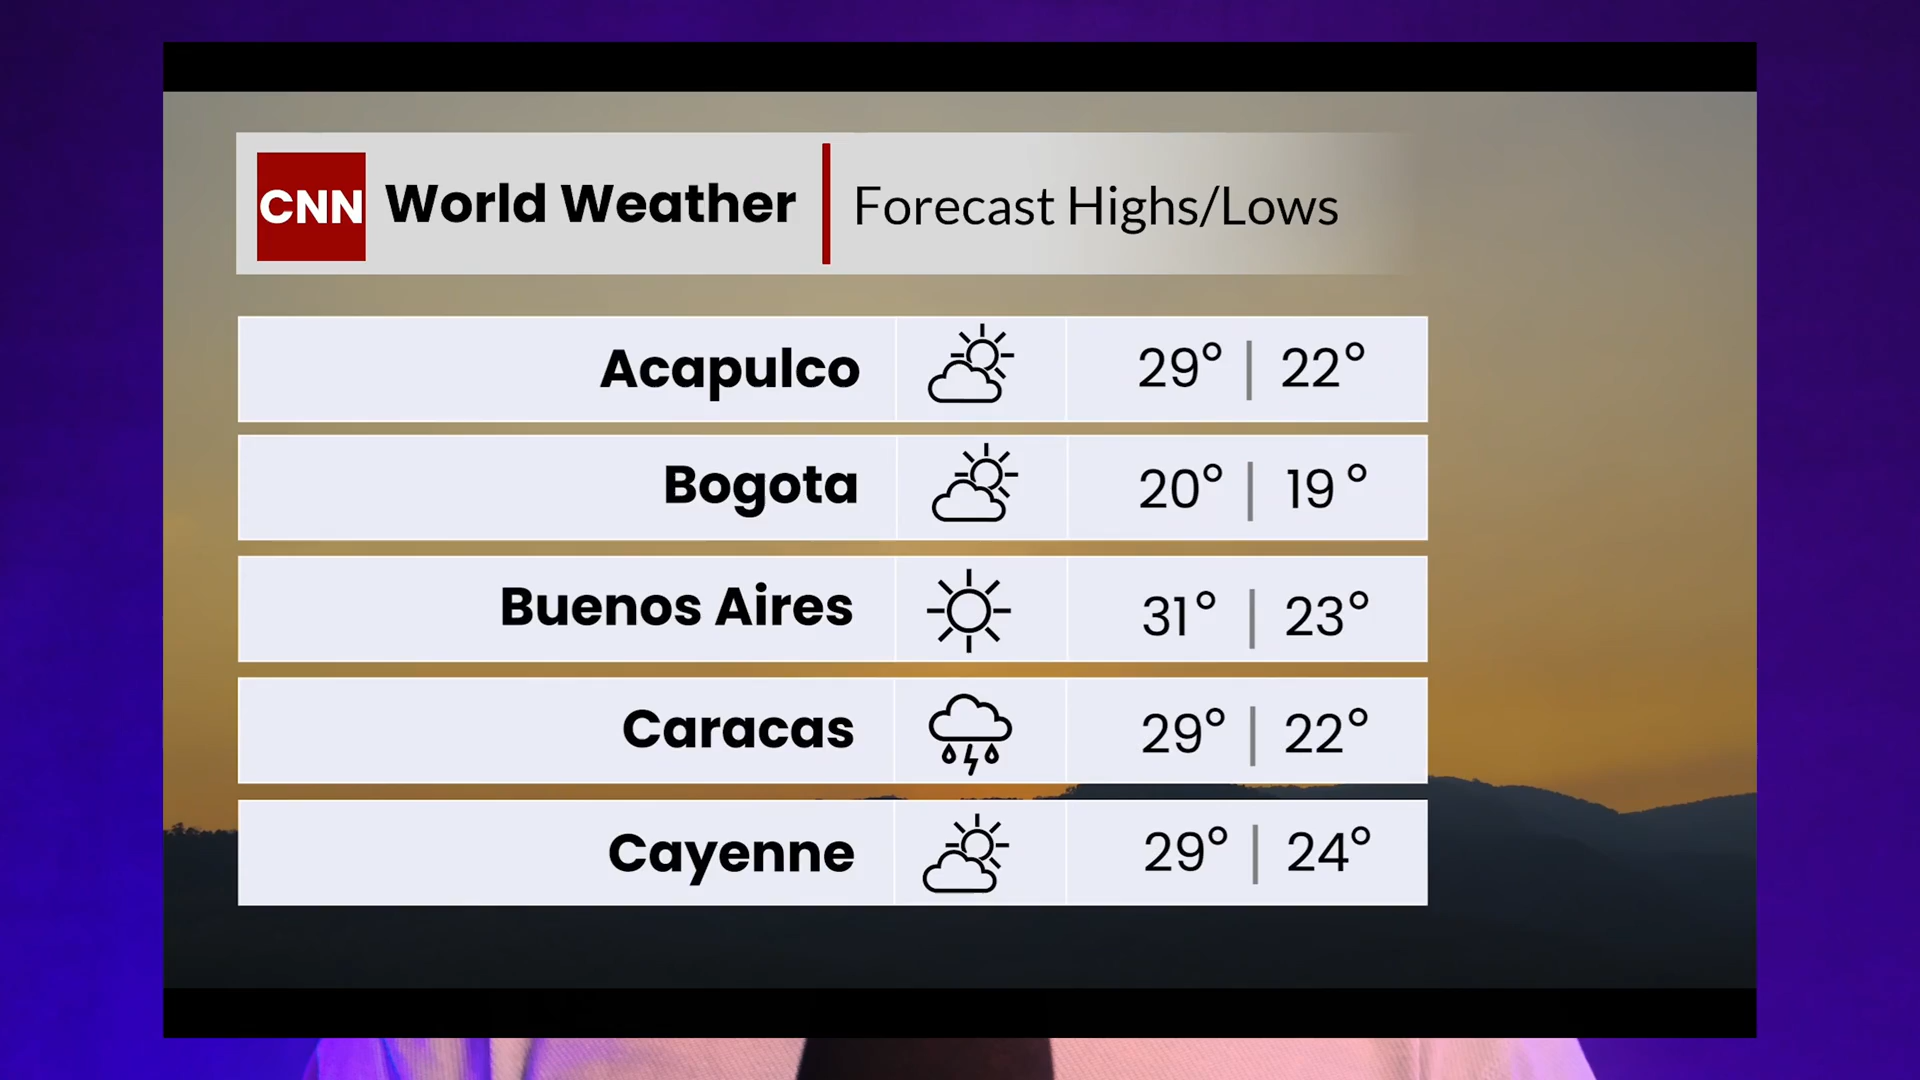 CNN World Weather | Forecast Highs/Lows
Acapulco 29° | 22°
Bogota 20° | 19°
Buenos Aires 31° | 23°
Caracas 29° | 22°
Cayenne 29° | 24°